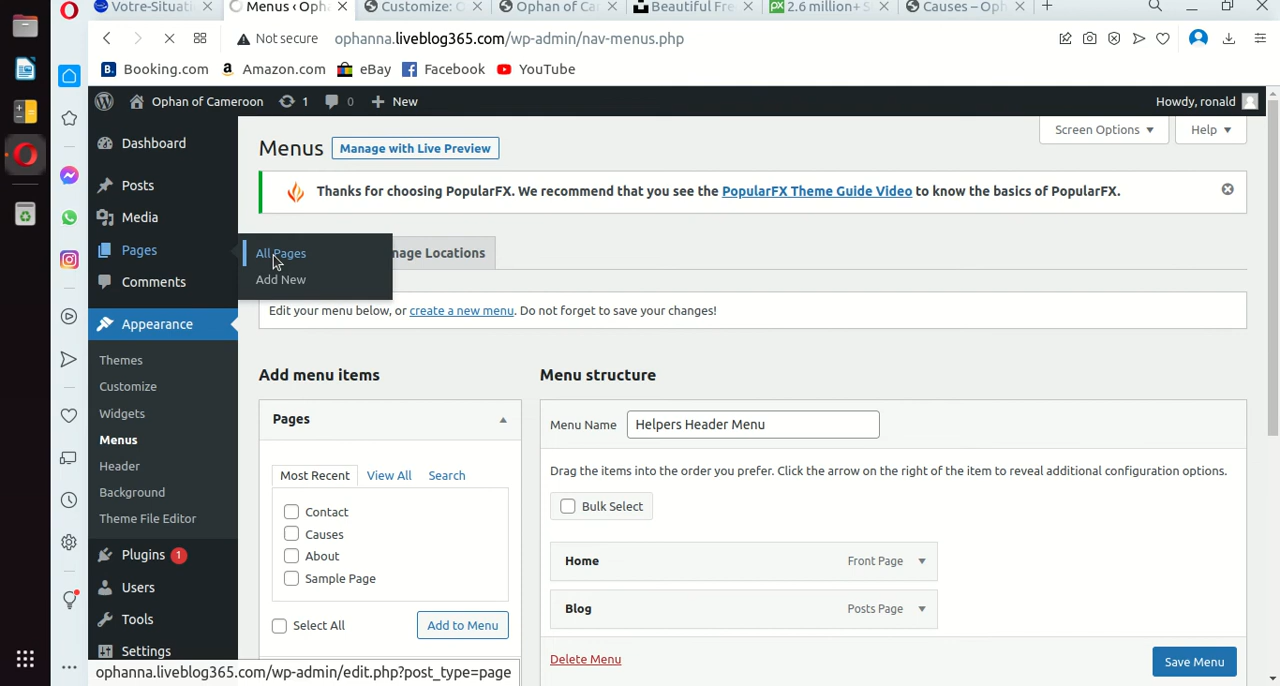 Votre-Situati
Menus ‹ Oph
Customize: O
Ophan of Ca
Beautiful Fre
2.6 million+ S
Causes – Oph
Not secure
ophanna.liveblog365.com/wp-admin/nav-menus.php
B. Booking.com
a Amazon.com
eBay
Facebook
YouTube
Ophan of Cameroon
1
0
New
Howdy, ronald
Dashboard
Posts
Media
Pages
Comments
Appearance
Themes
Customize
Widgets
Menus
Header
Background
Theme File Editor
Plugins 1
Users
Tools
Settings
All Pages
Add New
Menus
Manage with Live Preview
Screen Options
Help
Thanks for choosing PopularFX. We recommend that you see the PopularFX Theme Guide Video to know the basics of PopularFX.
nage Locations
Edit your menu below, or create a new menu. Do not forget to save your changes!
Add menu items
Pages
Most Recent
View All
Search
Contact
Causes
About
Sample Page
Select All
Add to Menu
Menu structure
Menu Name
Helpers Header Menu
Drag the items into the order you prefer. Click the arrow on the right of the item to reveal additional configuration options.
Bulk Select
Home
Front Page
Blog
Posts Page
Delete Menu
Save Menu
ophanna.liveblog365.com/wp-admin/edit.php?post_type=page